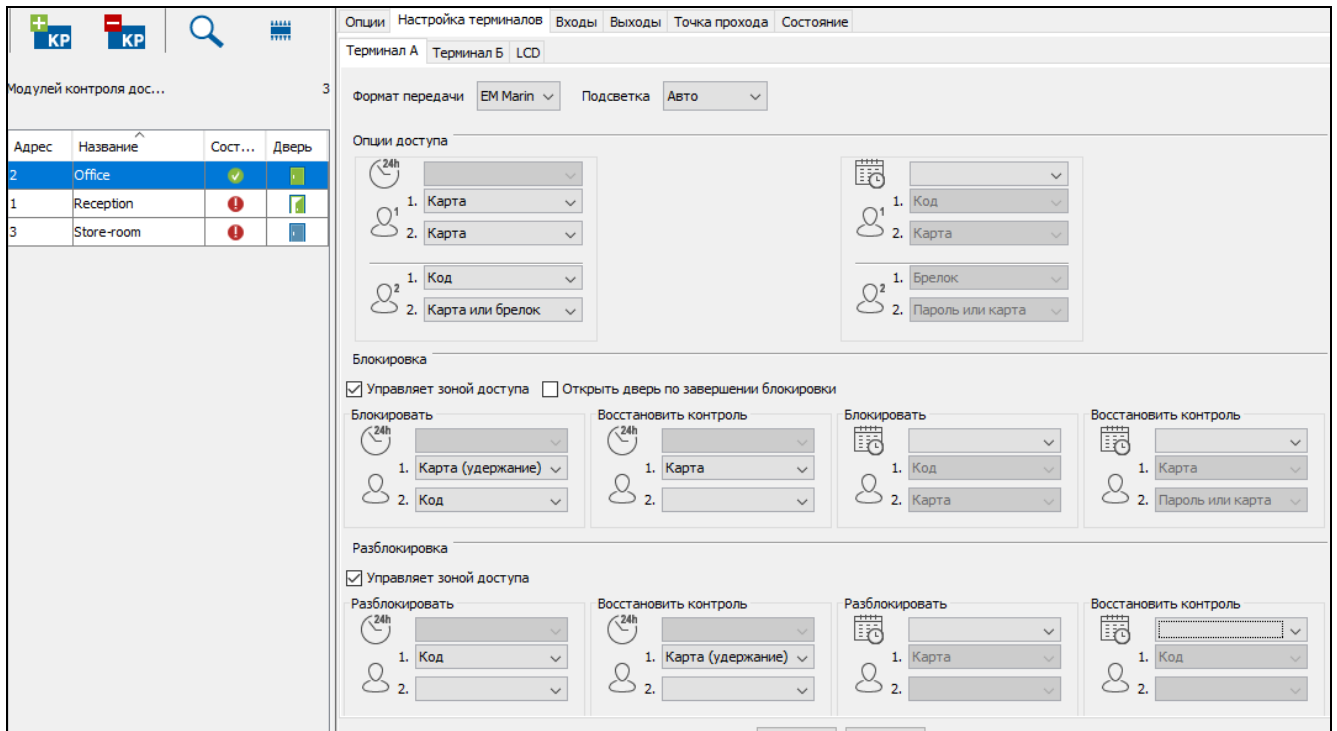 КР КР
Модулей контроля дос... 3
Адрес Название Сост... Дверь
2 Office
1 Reception
3 Store-room
Опции Настройка терминалов Входы Выходы Точка прохода Состояние
Терминал А Терминал Б LCD
Формат передачи EM Marin Подсветка Авто
Опции доступа
24h
1. Карта 1. Код
1 1
2. Карта 2. Карта
1. Код 1. Брелок
2 2
2. Карта или брелок 2. Пароль или карта
Блокировка
Управляет зоной доступа Открыть дверь по завершении блокировки
Блокировать Восстановить контроль Блокировать Восстановить контроль
24h 24h
1. Карта (удержание) 1. Карта 1. Код 1. Карта
2. Код 2. 2. Карта 2. Пароль или карта
Разблокировка
Управляет зоной доступа
Разблокировать Восстановить контроль Разблокировать Восстановить контроль
24h 24h
1. Код 1. Карта (удержание) 1. Карта 1. Код
2. 2. 2. 2.